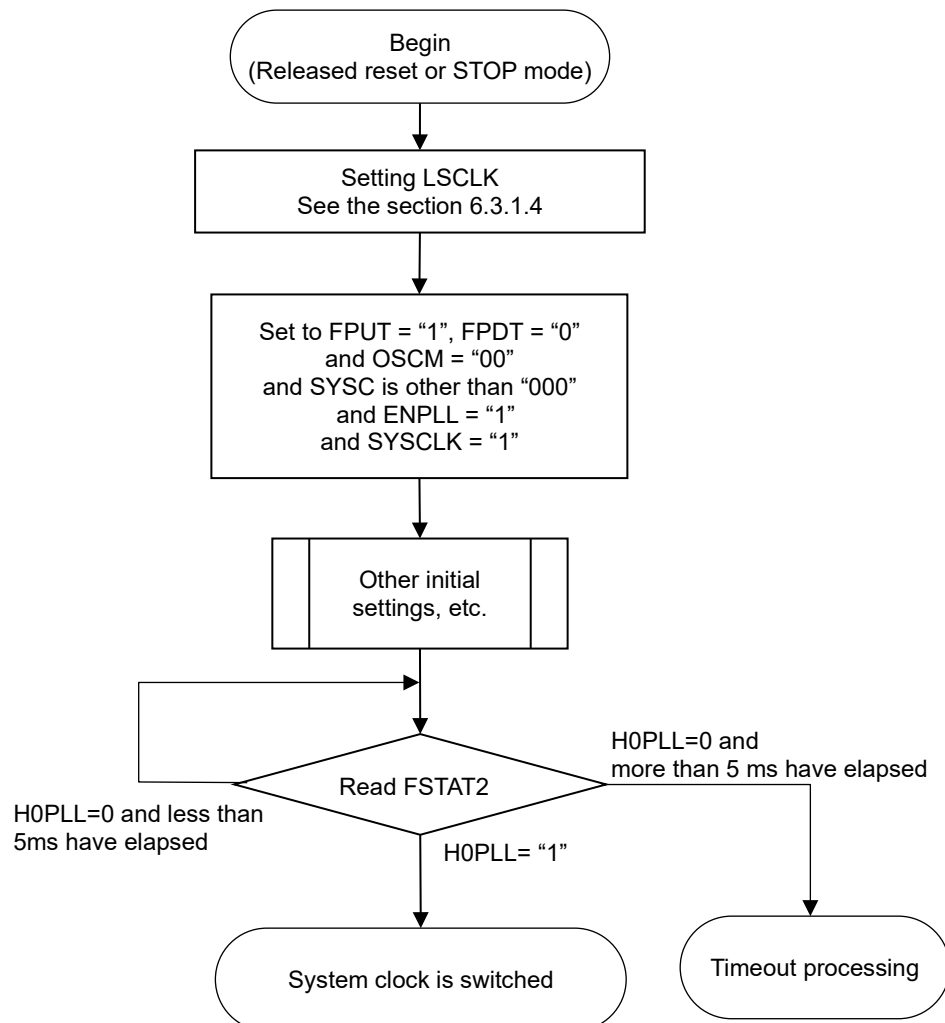 Begin
(Released reset or STOP mode)
Setting LSCLK
See the section 6.3.1.4
Set to FPUT = “1”, FPDT = “0”
and OSCM = “00”
and SYSC is other than “000”
and ENPLL = “1”
and SYSCLK = “1”
Other initial
settings, etc.
H0PLL=0 and
more than 5 ms have elapsed
Read FSTAT2
H0PLL=0 and less than
5ms have elapsed
H0PLL= “1”
System clock is switched
Timeout processing